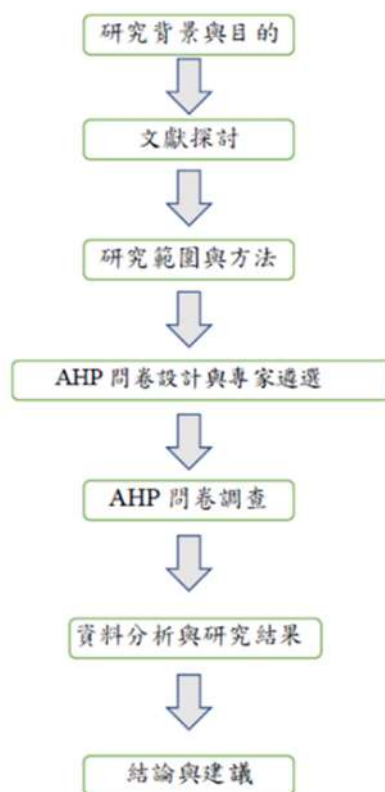 研究背景與目的
文獻探討
研究範圍與方法
AHP 問卷設計與專家遴選
AHP 問卷調查
資料分析與研究結果
結論與建議